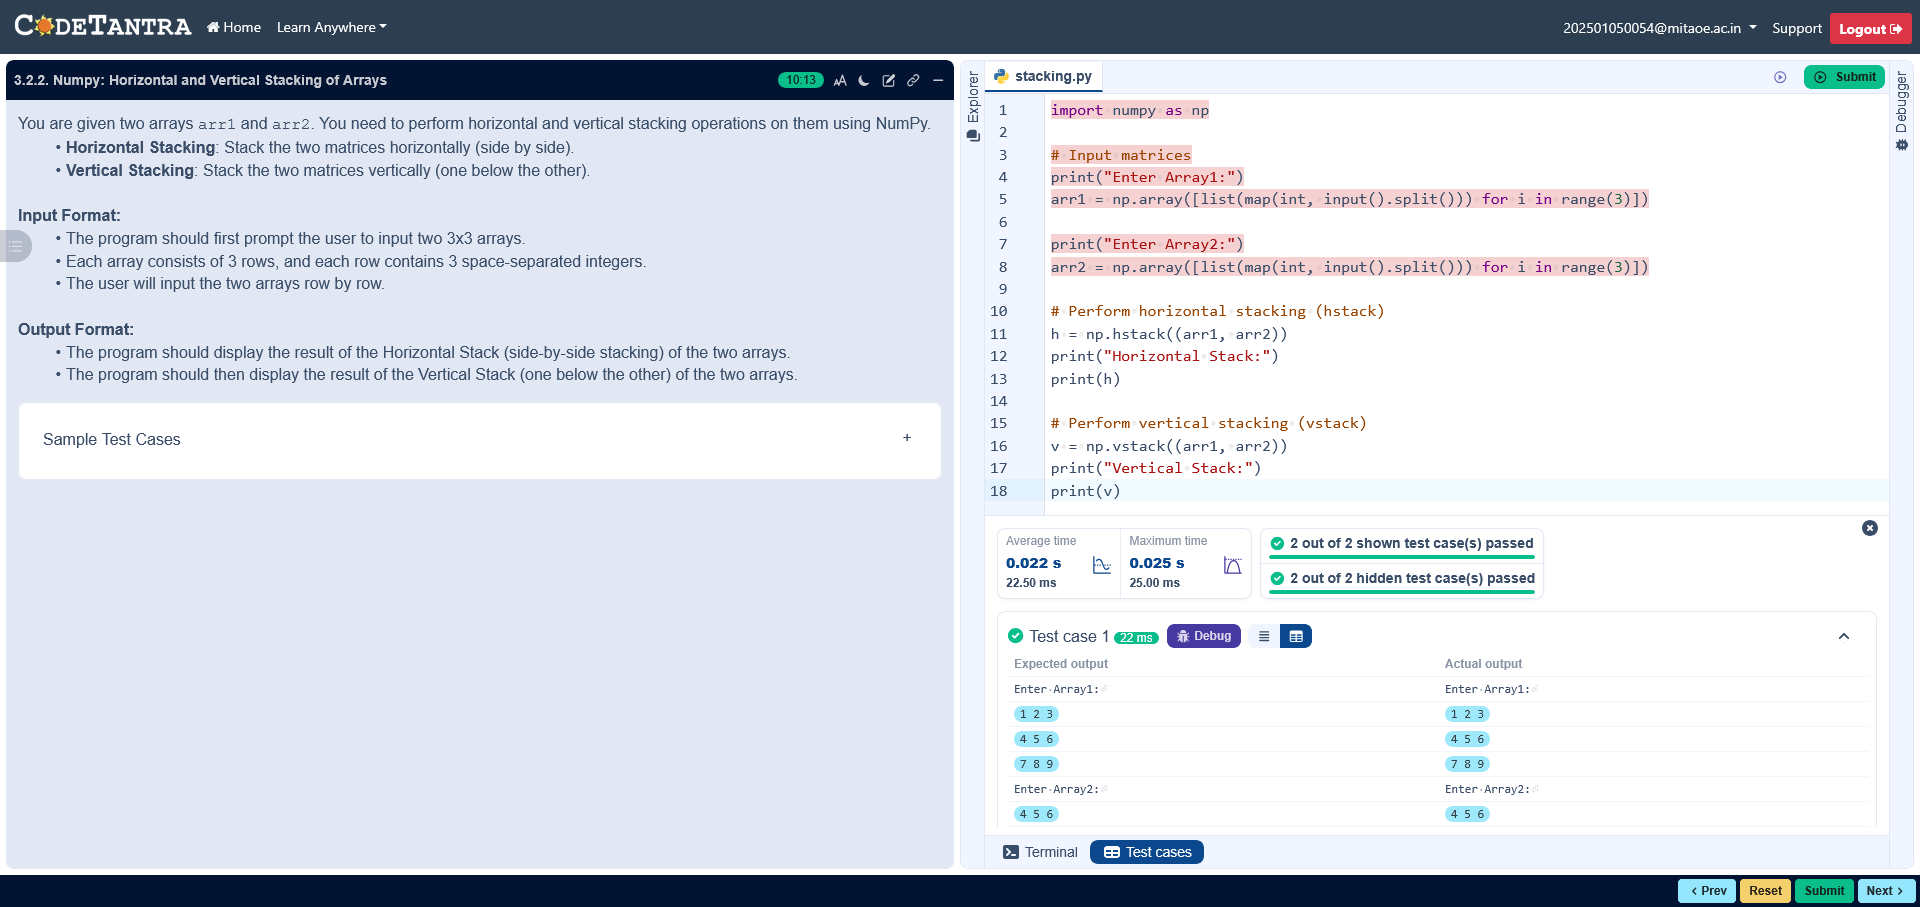 CODETANTRA Home Learn Anywhere 202501050054@mitaoe.ac.in Support Logout
3.2.2. Numpy: Horizontal and Vertical Stacking of Arrays 10:13 AA
You are given two arrays arr1 and arr2. You need to perform horizontal and vertical stacking operations on them using NumPy.
• Horizontal Stacking: Stack the two matrices horizontally (side by side).
• Vertical Stacking: Stack the two matrices vertically (one below the other).
Input Format:
• The program should first prompt the user to input two 3x3 arrays.
• Each array consists of 3 rows, and each row contains 3 space-separated integers.
• The user will input the two arrays row by row.
Output Format:
• The program should display the result of the Horizontal Stack (side-by-side stacking) of the two arrays.
• The program should then display the result of the Vertical Stack (one below the other) of the two arrays.
Sample Test Cases +
Explorer
stacking.py Submit
Debugger
1 import numpy as np
2
3 # Input matrices
4 print("Enter Array1:")
5 arr1 = np.array([list(map(int, input().split())) for i in range(3)])
6
7 print("Enter Array2:")
8 arr2 = np.array([list(map(int, input().split())) for i in range(3)])
9
10 # Perform horizontal stacking (hstack)
11 h = np.hstack((arr1, arr2))
12 print("Horizontal Stack:")
13 print(h)
14
15 # Perform vertical stacking (vstack)
16 v = np.vstack((arr1, arr2))
17 print("Vertical Stack:")
18 print(v)
Average time Maximum time
0.022 s 0.025 s
22.50 ms 25.00 ms
2 out of 2 shown test case(s) passed
2 out of 2 hidden test case(s) passed
Test case 1 22 ms Debug
Expected output Actual output
Enter Array1: Enter Array1:
1 2 3 1 2 3
4 5 6 4 5 6
7 8 9 7 8 9
Enter Array2: Enter Array2:
4 5 6 4 5 6
Terminal Test cases
< Prev Reset Submit Next >